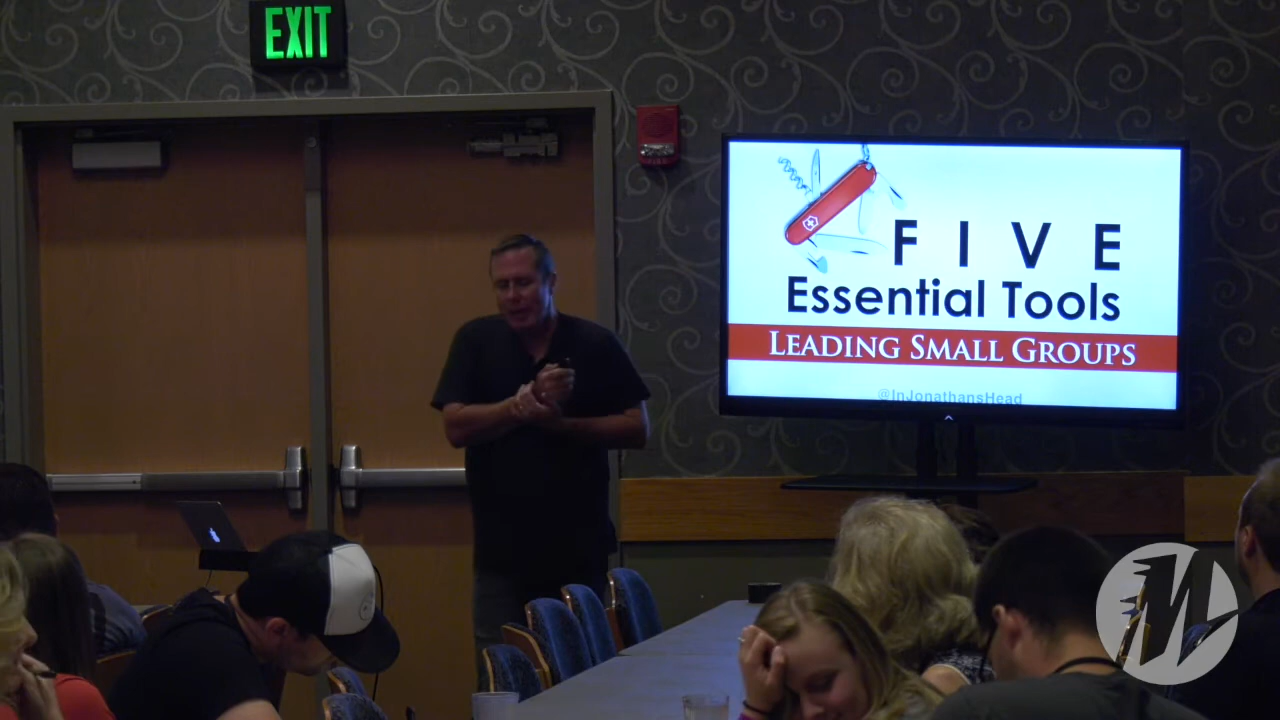 EXIT
FIVE
Essential Tools
LEADING SMALL GROUPS
@InJonathansHead
M